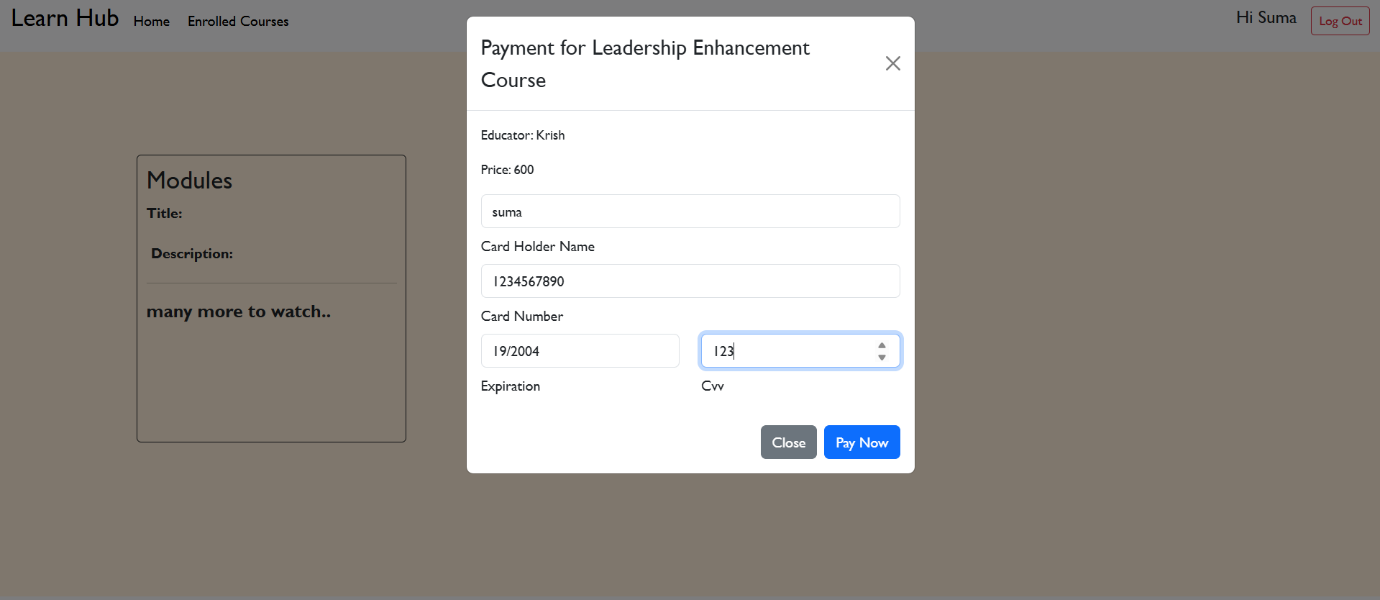 Learn Hub Home Enrolled Courses Hi Suma Log Out
Payment for Leadership Enhancement
Course
Educator: Krish
Price: 600
suma
Card Holder Name
1234567890
Card Number
19/2004 123
Expiration Cvv
Close Pay Now
Modules
Title:
Description:
many more to watch..